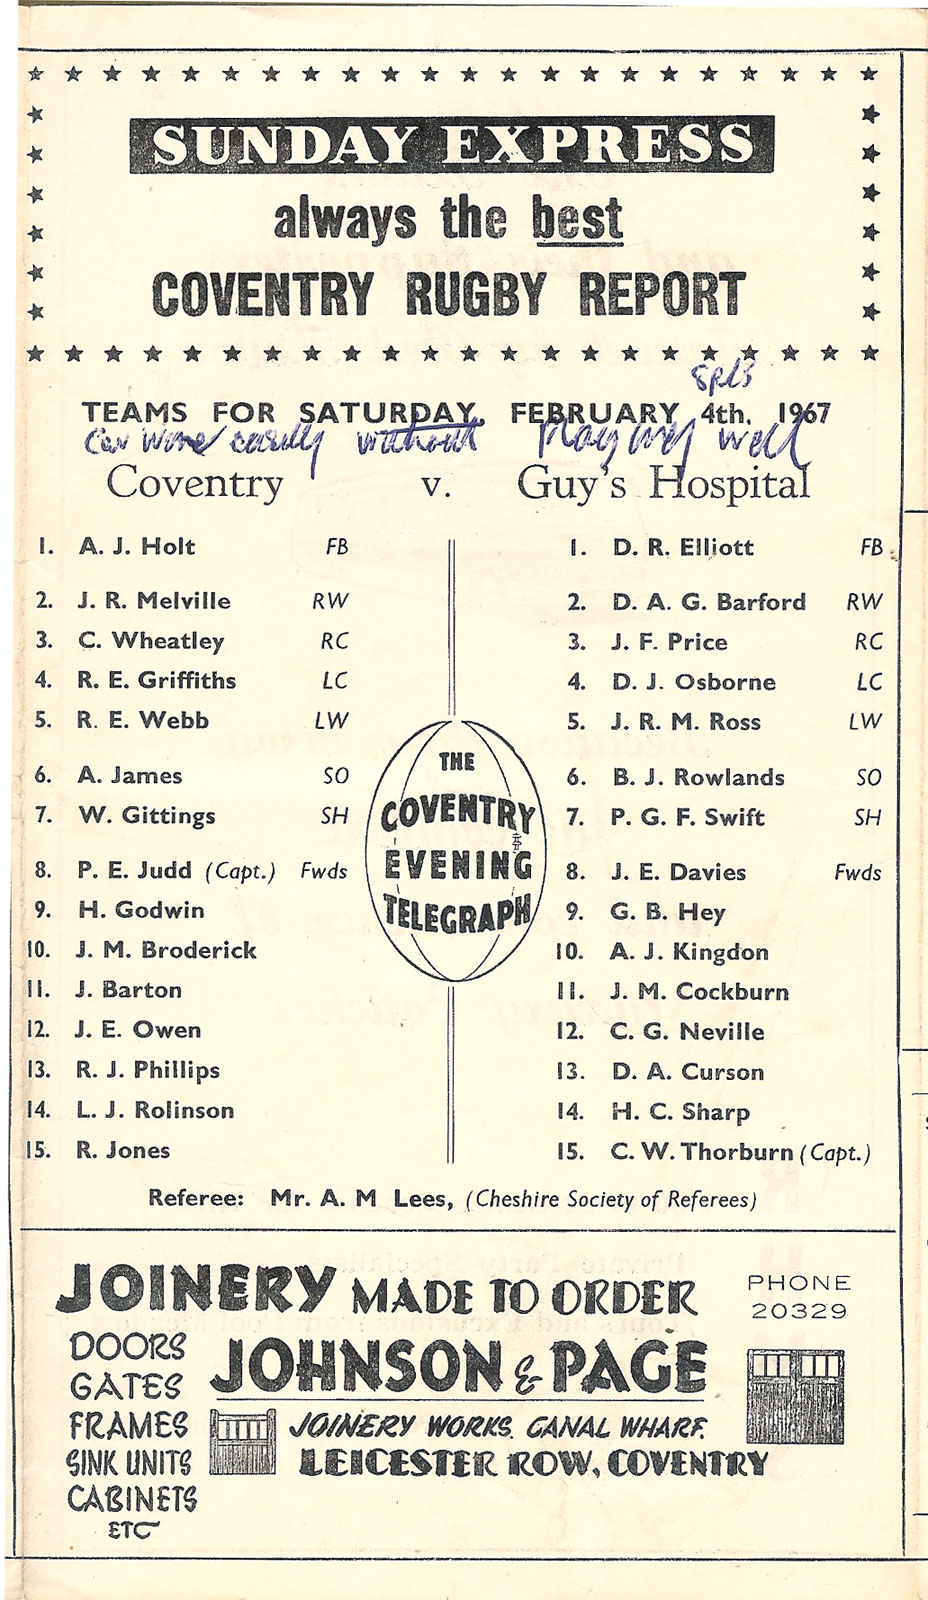 SUNDAY EXPRESS
always the best
COVENTRY RUGBY REPORT
TEAMS FOR SATURDAY, FEBRUARY 4th, 1967
Cov won easily without playing well
Coventry v. Guy's Hospital
1. A. J. Holt FB 1. D. R. Elliott FB
2. J. R. Melville RW 2. D. A. G. Barford RW
3. C. Wheatley RC 3. J. F. Price RC
4. R. E. Griffiths LC 4. D. J. Osborne LC
5. R. E. Webb LW 5. J. R. M. Ross LW
6. A. James SO 6. B. J. Rowlands SO
7. W. Gittings SH 7. P. G. F. Swift SH
8. P. E. Judd (Capt.) Fwds 8. J. E. Davies Fwds
9. H. Godwin 9. G. B. Hey
10. J. M. Broderick 10. A. J. Kingdon
11. J. Barton 11. J. M. Cockburn
12. J. E. Owen 12. C. G. Neville
13. R. J. Phillips 13. D. A. Curson
14. L. J. Rolinson 14. H. C. Sharp
15. R. Jones 15. C. W. Thorburn (Capt.)
THE
COVENTRY
EVENING
TELEGRAPH
Referee: Mr. A. M Lees, (Cheshire Society of Referees)
JOINERY MADE TO ORDER
PHONE
20329
DOORS
GATES
FRAMES
SINK UNITS
CABINETS
ETC
JOHNSON & PAGE
JOINERY WORKS, CANAL WHARF,
LEICESTER ROW, COVENTRY